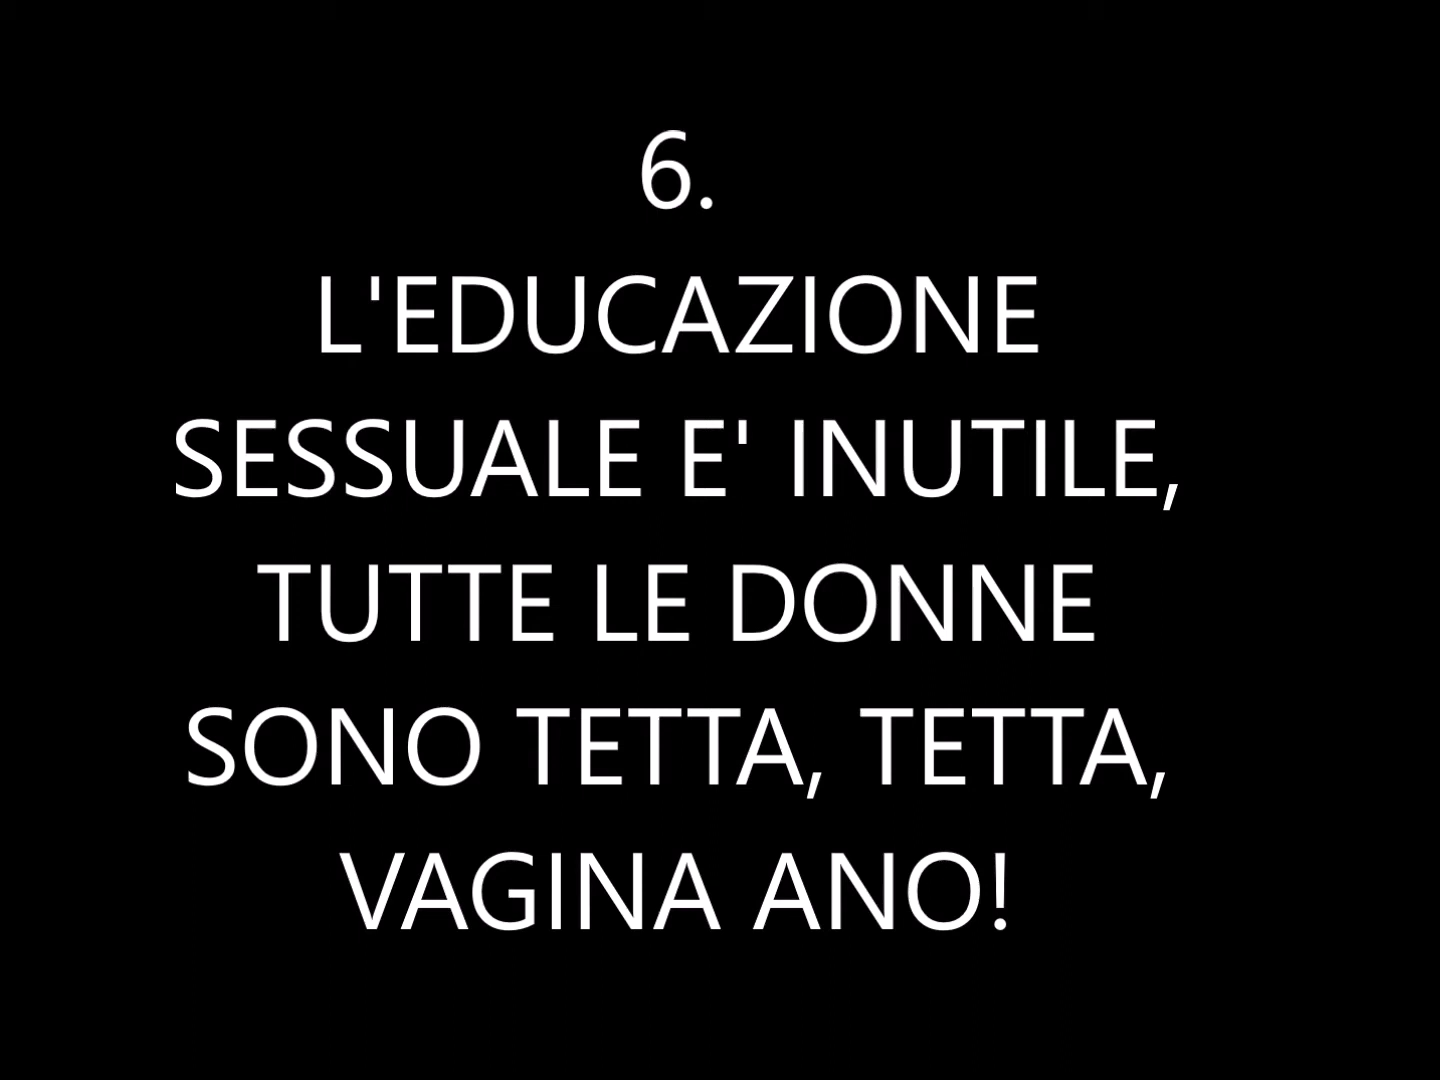 6.
L'EDUCAZIONE
SESSUALE E' INUTILE,
TUTTE LE DONNE
SONO TETTA, TETTA,
VAGINA ANO!